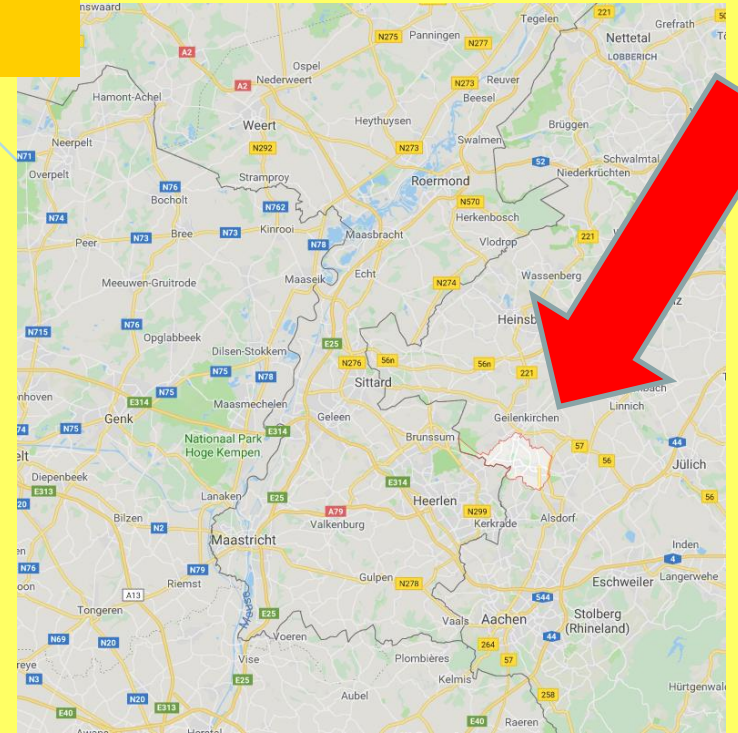 Tegelen
221
Grefrath
N275
Panningen
N277
Nettetal
A2
LOBBERICH
Ospel
A2
Nederweert
N273
Reuver
Hamont-Achel
Beesel
Brüggen
Weert
Heythuysen
Neerpelt
N292
N273
Swalmen
N71
S2
Schwalmtal
Overpelt
Stramproy
Niederkrüchten
N76
Roermond
Bocholt
N762
N570
N74
Herkenbosch
Bree
N73
Kinrooi
Maasbracht
221
N73
Peer
N78
Vlodrop
Echt
Wassenberg
Meeuwen-Gruitrode
Maaseik
N274
N76
Heinsb
N715
Opglabbeek
E25
Dilsen-Stokkem
N276
56n
56n
N75
N78
221
Sittard
N75
E314
Maasmechelen
Linnich
Genk
Geleen
Geilenkirchen
E314
Brunssum
57
44
Nationaal Park
Hoge Kempen
56
Jülich
Diepenbeek
E314
E313
Lanaken
E25
Heerlen
56
A79
N299
Bilzen
N2
Valkenburg
Kerkrade
Alsdorf
Maastricht
Inden
N76
N79
4
Gulpen
N278
Eschweiler
Langerwehe
Riemst
A13
544
Tongeren
Maas
E25
Vaals
Aachen
Stolberg
(Rhineland)
N69
N20
Voeren
44
264
Vise
Plombières
57
N3
E25
Kelmis
Hürtgenwal
N20
E313
Aubel
258
E40
E40
Raeren